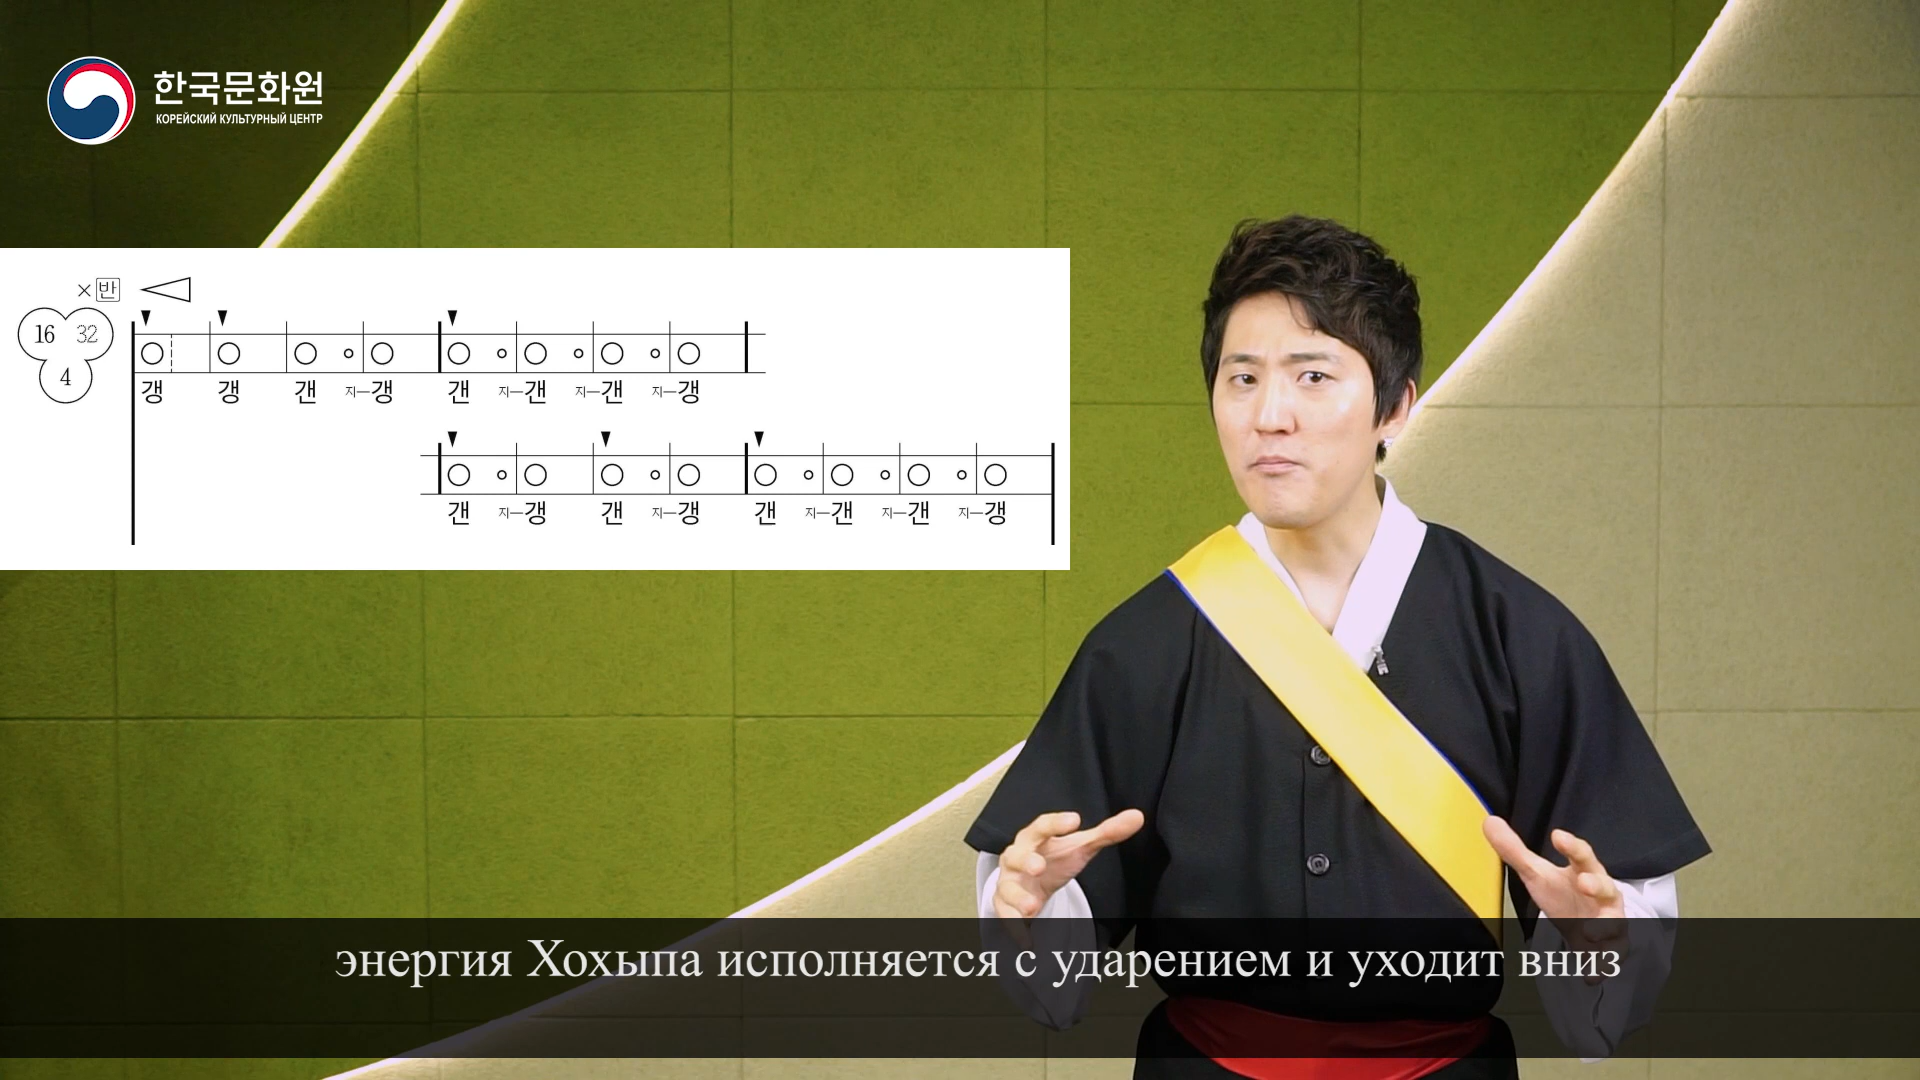 한국문화원
КОРЕЙСКИЙ КУЛЬТУРНЫЙ ЦЕНТР
×반
16 32
4
갱 갱 갠 지–갱 갠 지–갠 지–갠 지–갱
갠 지–갱 갠 지–갱 갠 지–갠 지–갠 지–갱
энергия Хохыпа исполняется с ударением и уходит вниз